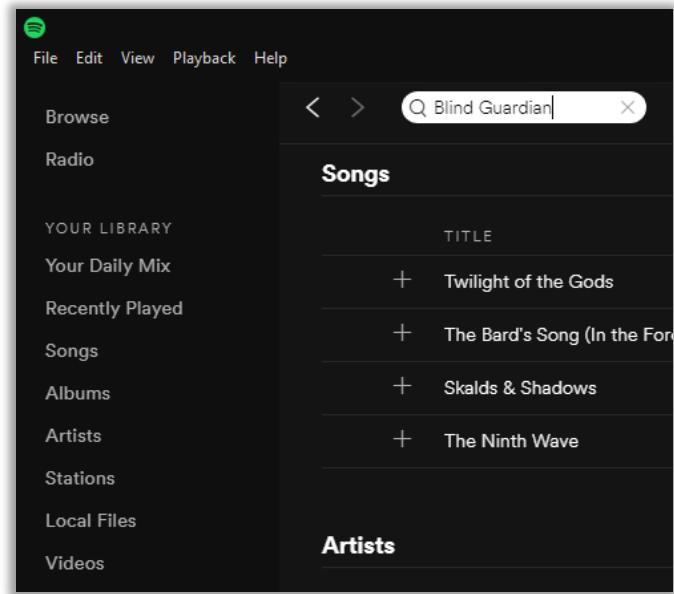 File Edit View Playback Help
Browse
Radio
YOUR LIBRARY
Your Daily Mix
Recently Played
Songs
Albums
Artists
Stations
Local Files
Videos
Blind Guardian
Songs
TITLE
Twilight of the Gods
The Bard's Song (In the
Skalds & Shadows
The Ninth Wave
Artists